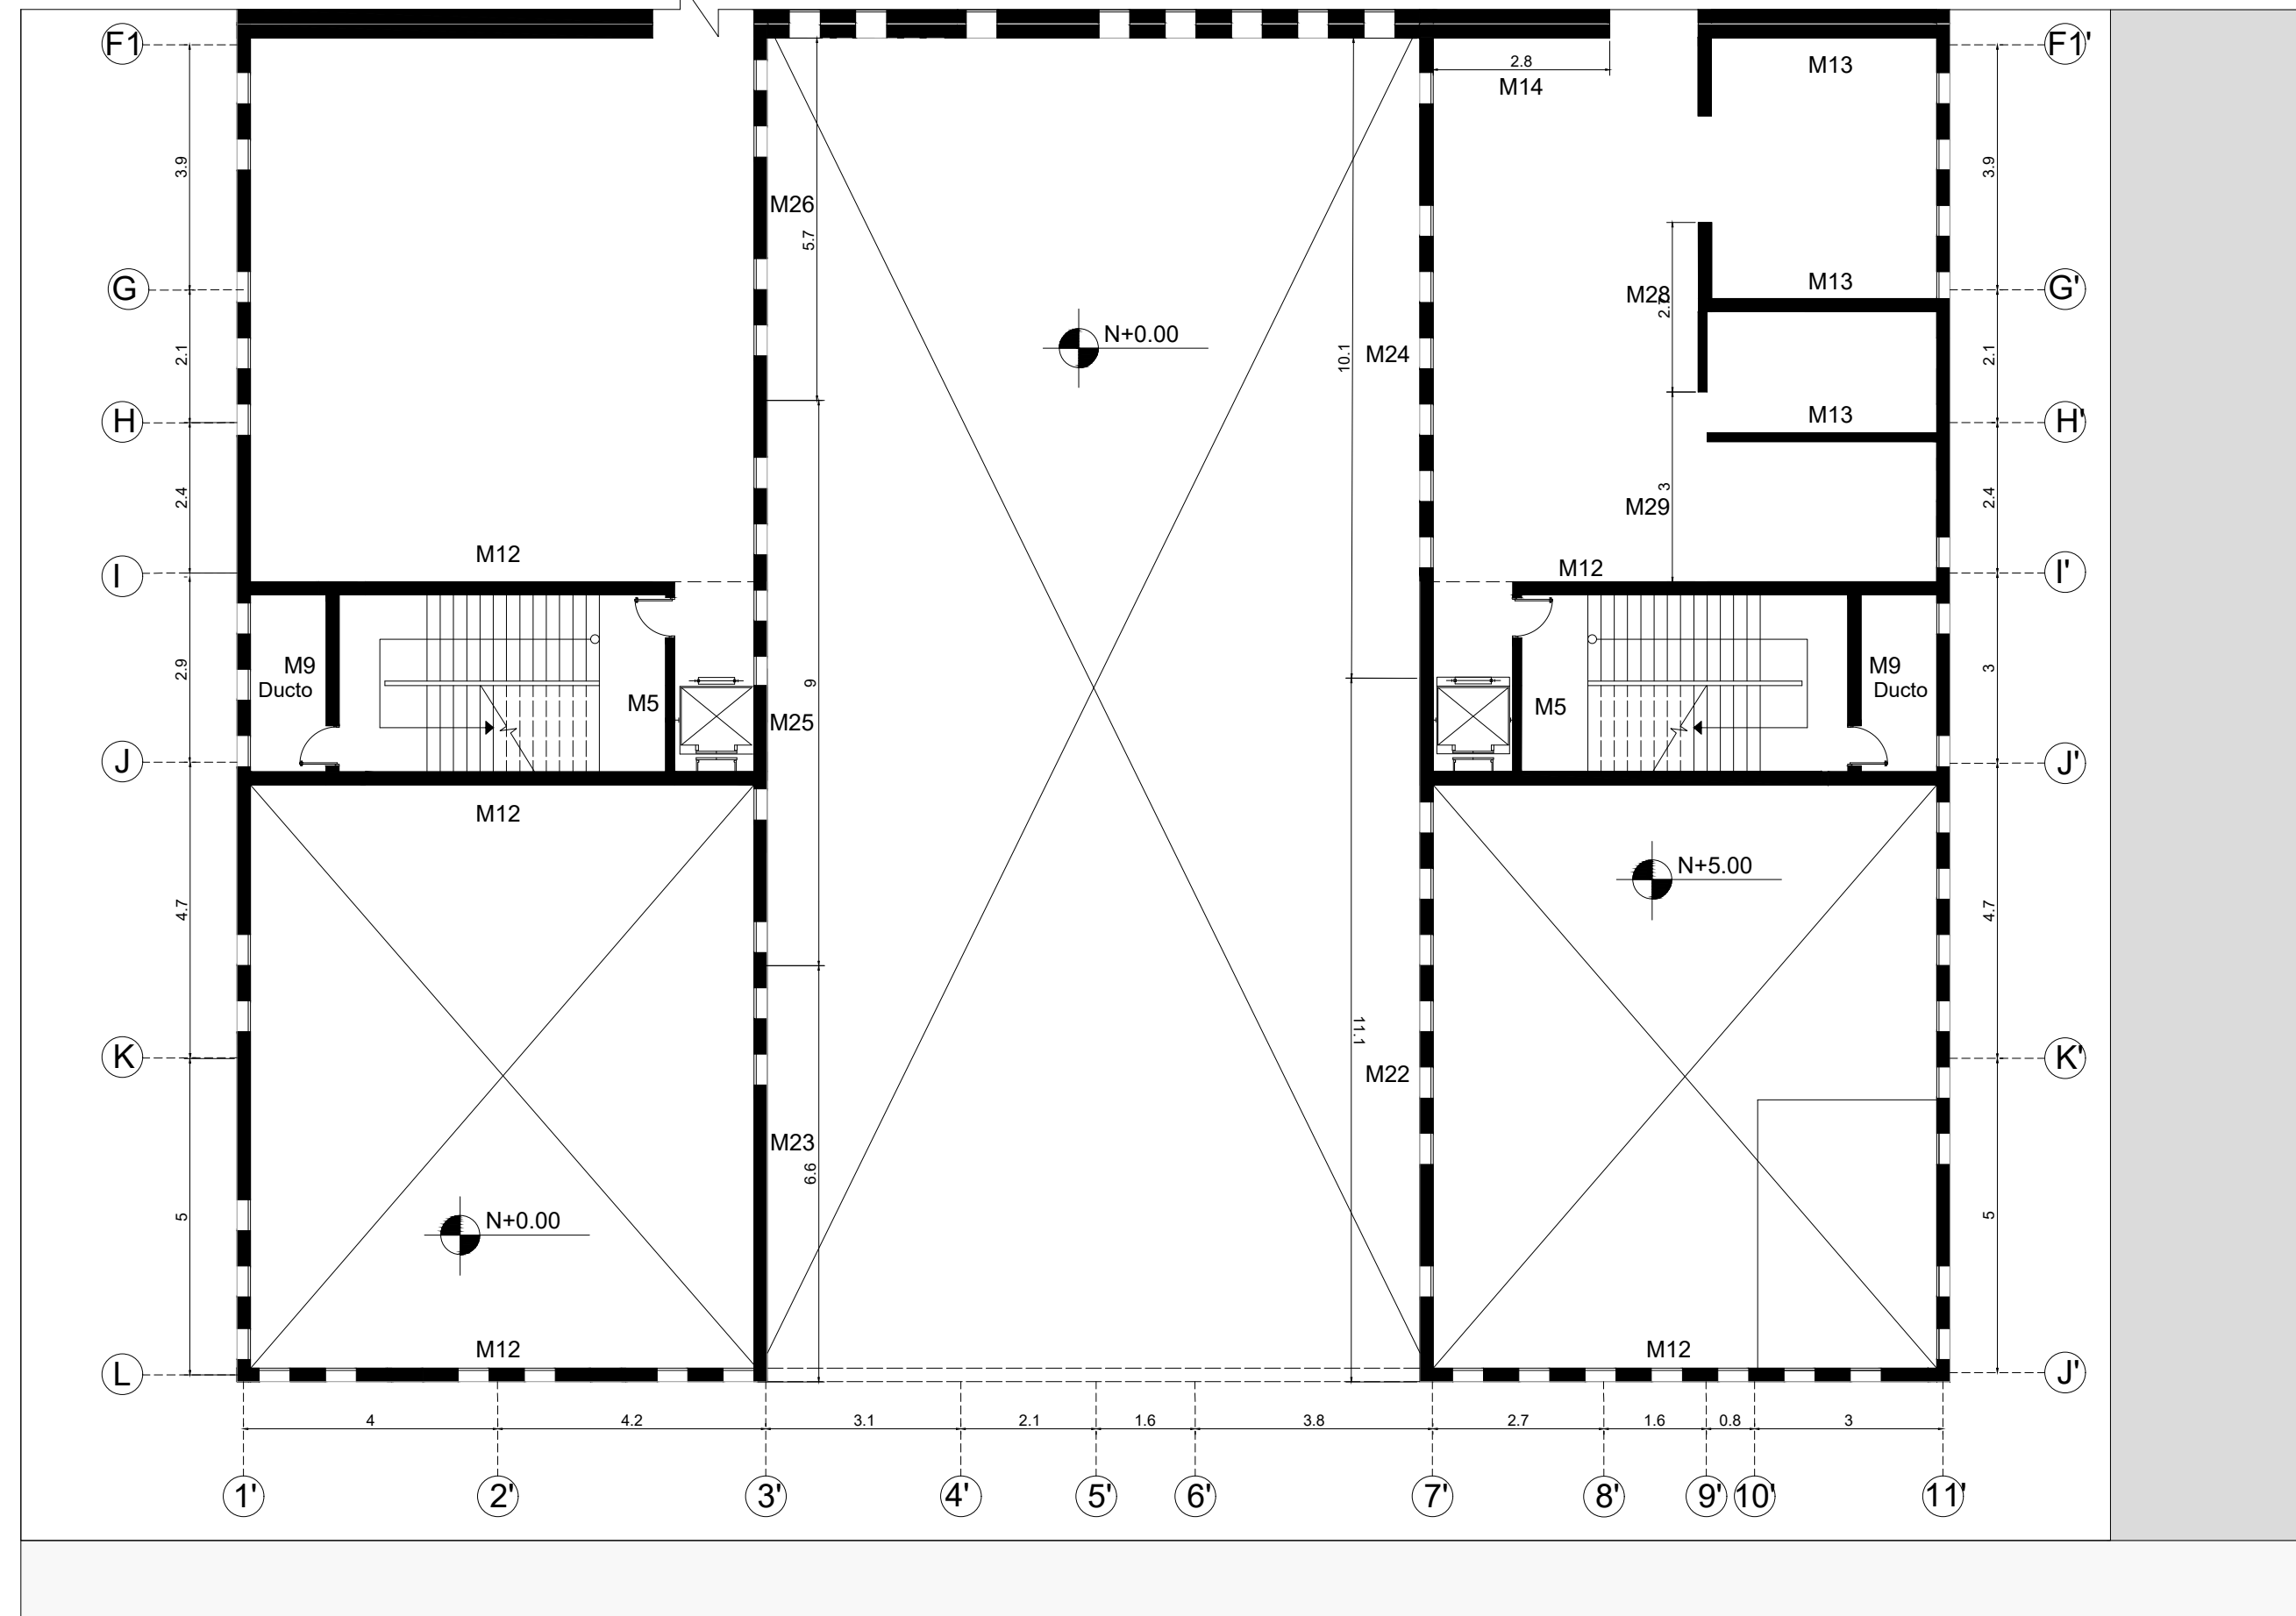 F1
F1'
2.8
M13
M14
3.9
3.9
M26
5.7
G
M28
2.7
M13
G'
N+0.00
2.1
10.1
M24
2.1
H
M13
H'
2.4
3
M29
2.4
M12
M12
I
I'
M9
Ducto
2.9
M5
9
M25
M5
M9
Ducto
3
J
J'
M12
N+5.00
4.7
4.7
11.1
K
M22
K'
M23
6.6
5
N+0.00
5
M12
M12
L
J'
4
4.2
3.1
2.1
1.6
3.8
2.7
1.6
0.8
3
1'
2'
3'
4'
5'
6'
7'
8'
9'
10'
11'